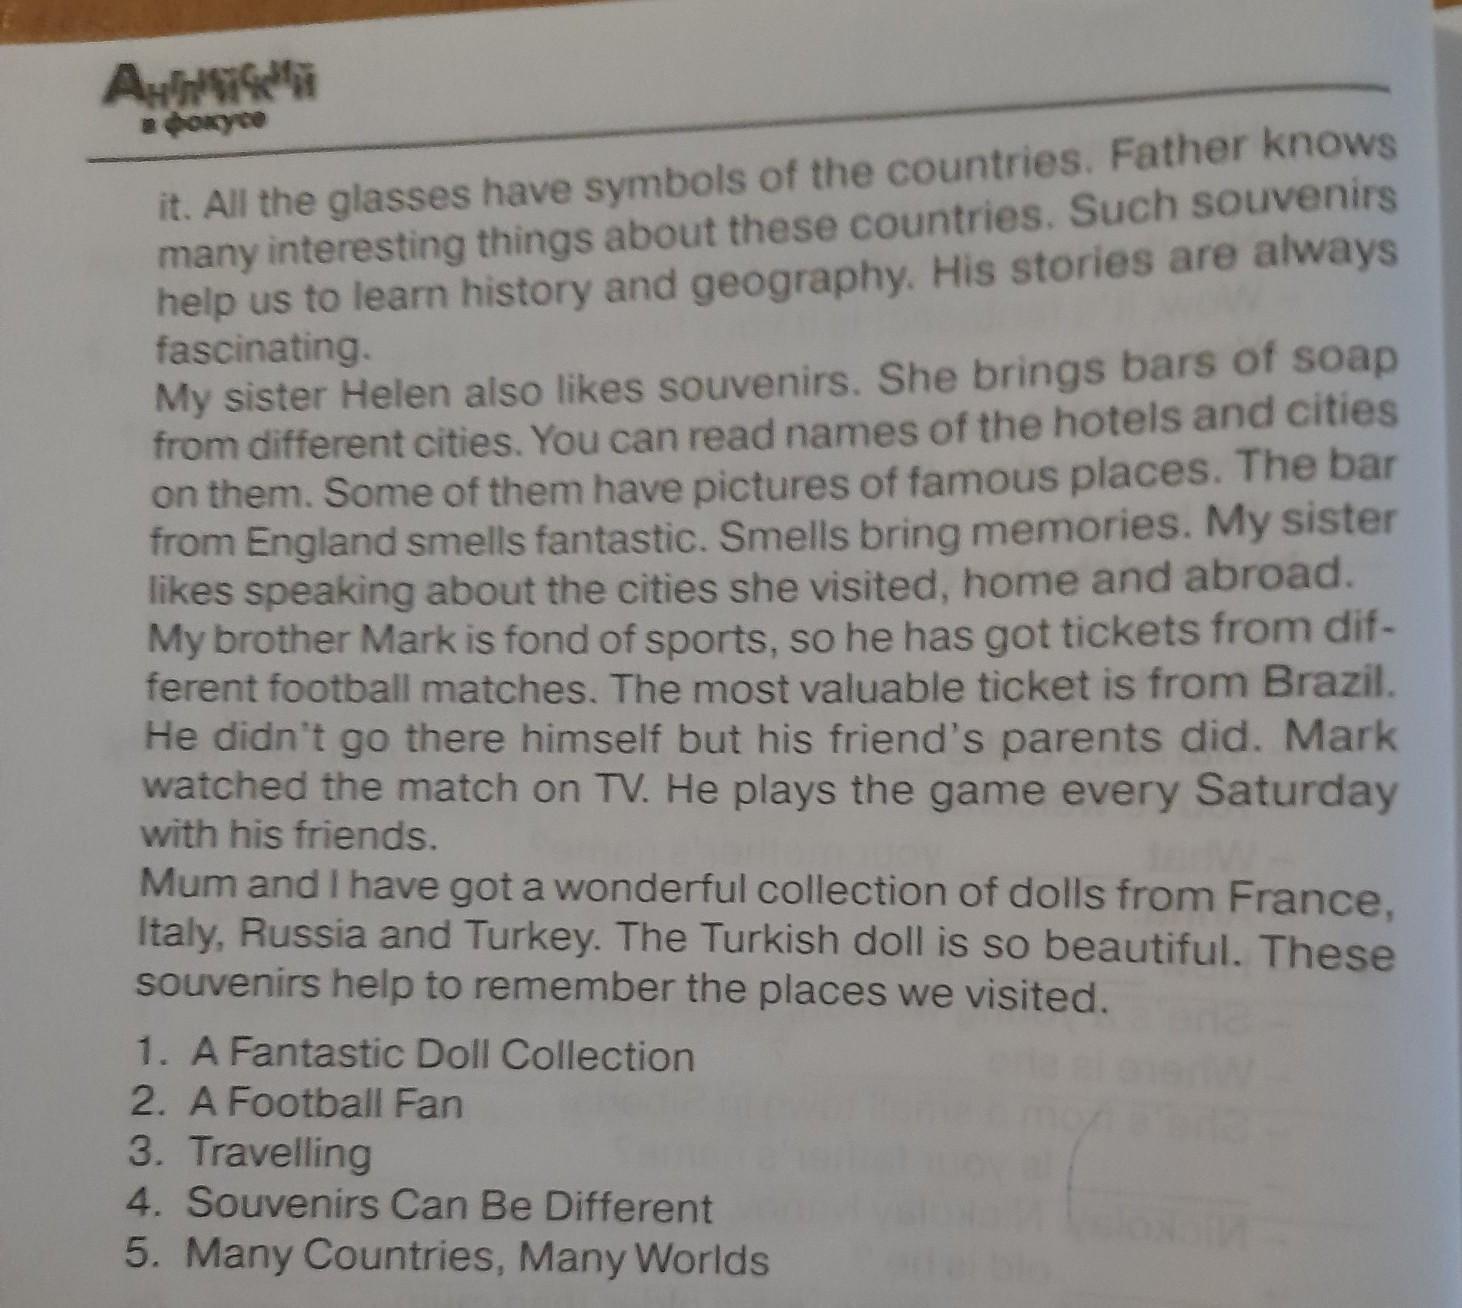 Английский
в фокусе
it. All the glasses have symbols of the countries. Father knows
many interesting things about these countries. Such souvenirs
help us to learn history and geography. His stories are always
fascinating.
My sister Helen also likes souvenirs. She brings bars of soap
from different cities. You can read names of the hotels and cities
on them. Some of them have pictures of famous places. The bar
from England smells fantastic. Smells bring memories. My sister
likes speaking about the cities she visited, home and abroad.
My brother Mark is fond of sports, so he has got tickets from dif-
ferent football matches. The most valuable ticket is from Brazil.
He didn't go there himself but his friend's parents did. Mark
watched the match on TV. He plays the game every Saturday
with his friends.
Mum and I have got a wonderful collection of dolls from France,
Italy, Russia and Turkey. The Turkish doll is so beautiful. These
souvenirs help to remember the places we visited.
1. A Fantastic Doll Collection
2. A Football Fan
3. Travelling
4. Souvenirs Can Be Different
5. Many Countries, Many Worlds